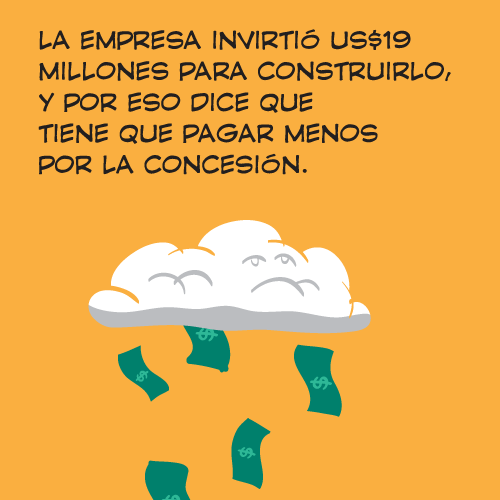 LA EMPRESA INVIRTIÓ US$19
MILLONES PARA CONSTRUIRLO,
Y POR ESO DICE QUE
TIENE QUE PAGAR MENOS
POR LA CONCESIÓN.
$
$
$
$
$